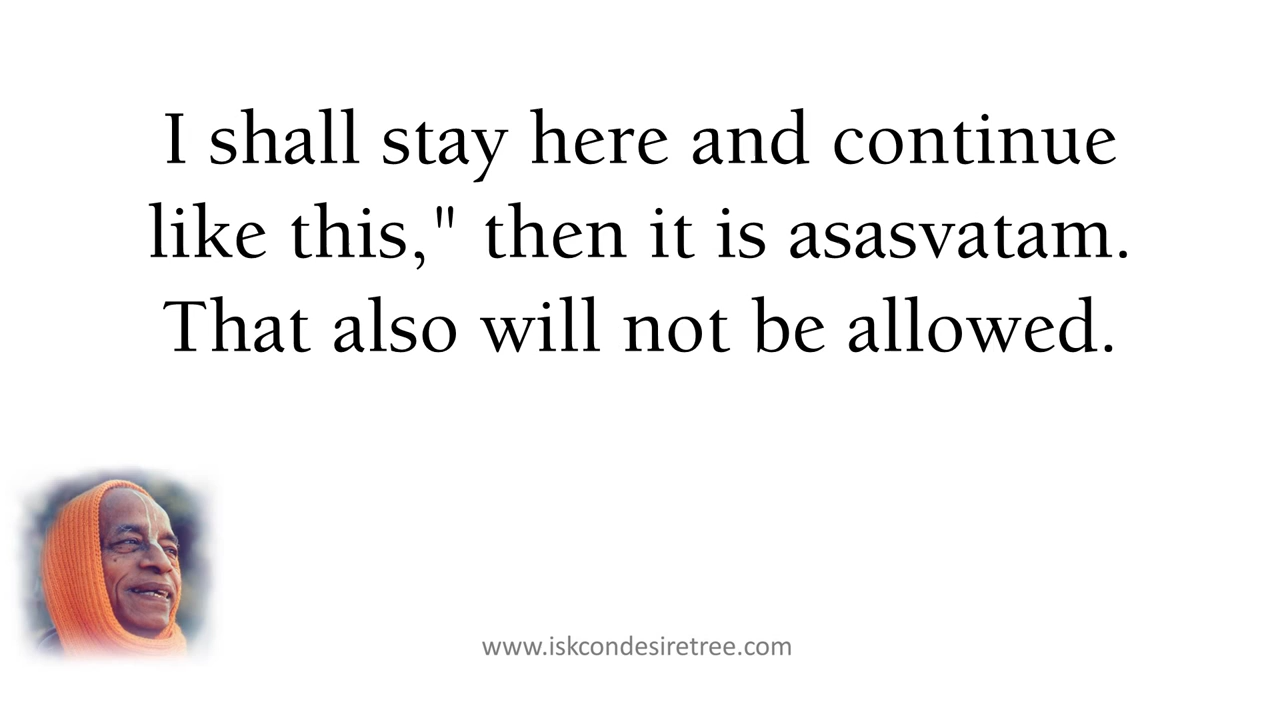 I shall stay here and continue
like this," then it is asasvatam.
That also will not be allowed.
www.iskcondesiretree.com